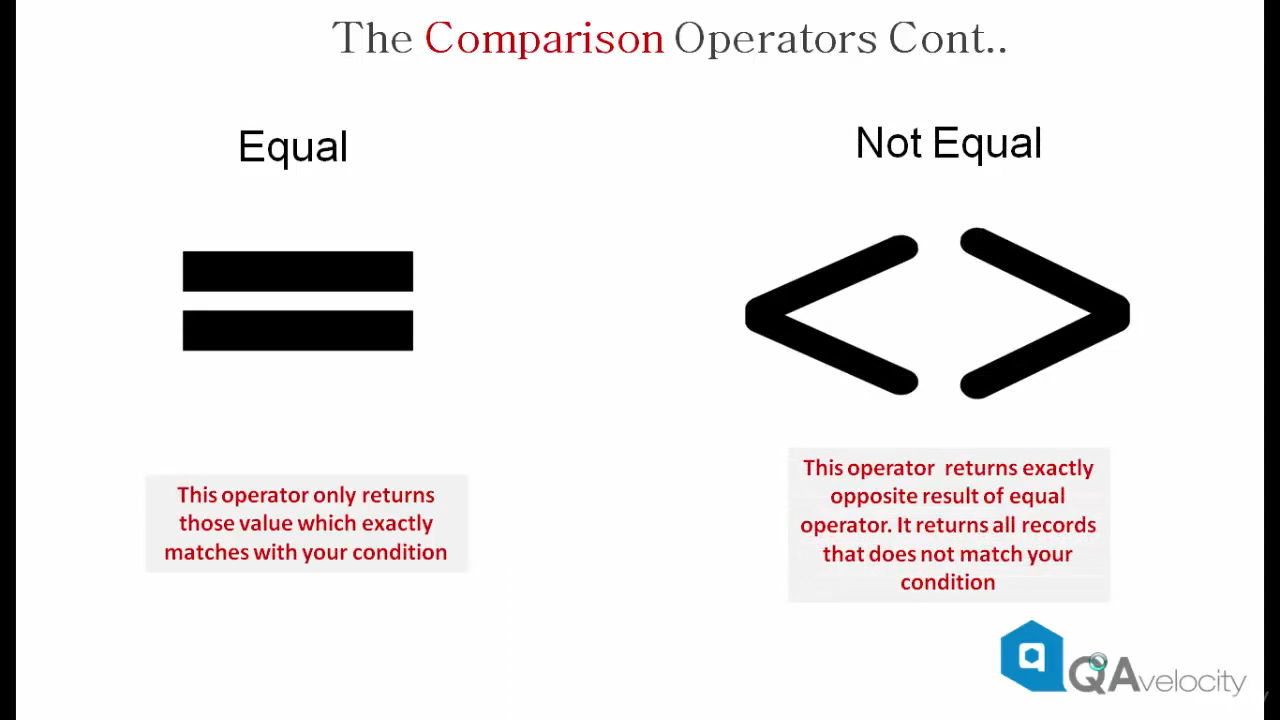 The Comparison Operators Cont..
Equal
Not Equal
This operator only returns
those value which exactly
matches with your condition
This operator returns exactly
opposite result of equal
operator. It returns all records
that does not match your
condition
q QAvelocity